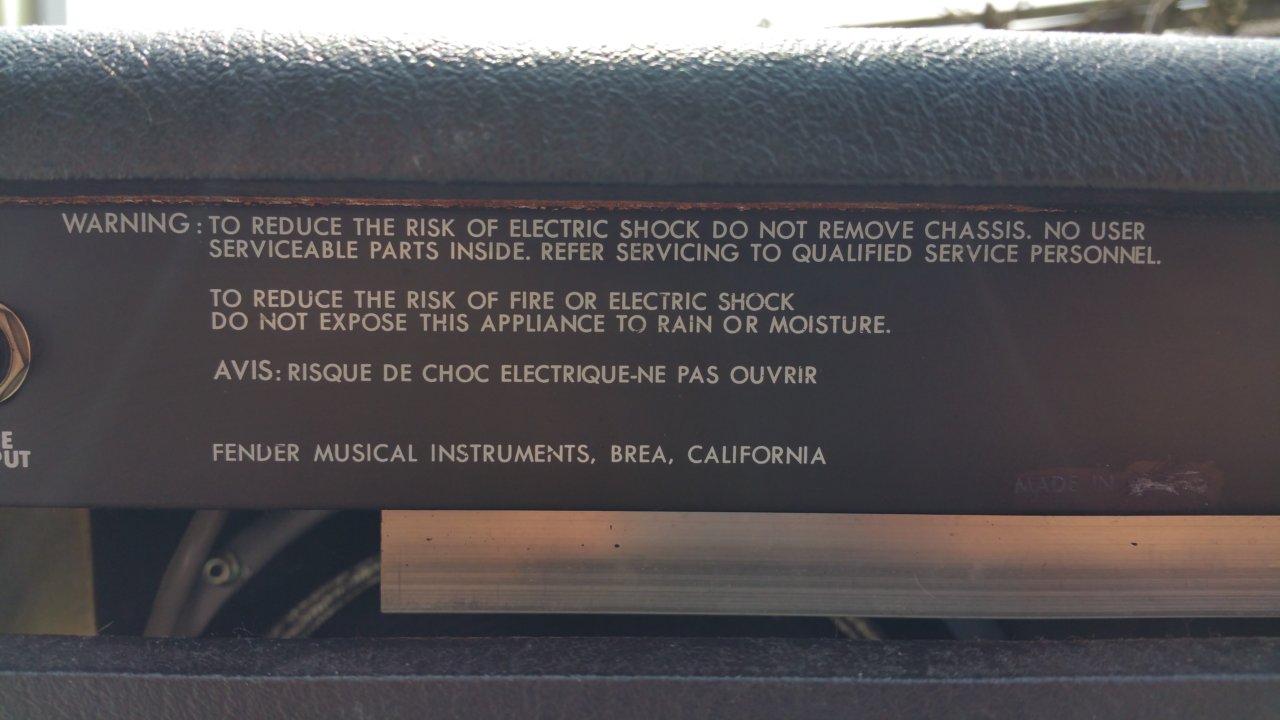 WARNING: TO REDUCE THE RISK OF ELECTRIC SHOCK DO NOT REMOVE CHASSIS. NO USER
SERVICEABLE PARTS INSIDE. REFER SERVICING TO QUALIFIED SERVICE PERSONNEL.
TO REDUCE THE RISK OF FIRE OR ELECTRIC SHOCK
DO NOT EXPOSE THIS APPLIANCE TO RAIN OR MOISTURE.
AVIS: RISQUE DE CHOC ELECTRIQUE-NE PAS OUVRIR
FENDER MUSICAL INSTRUMENTS, BREA, CALIFORNIA
MADE IN